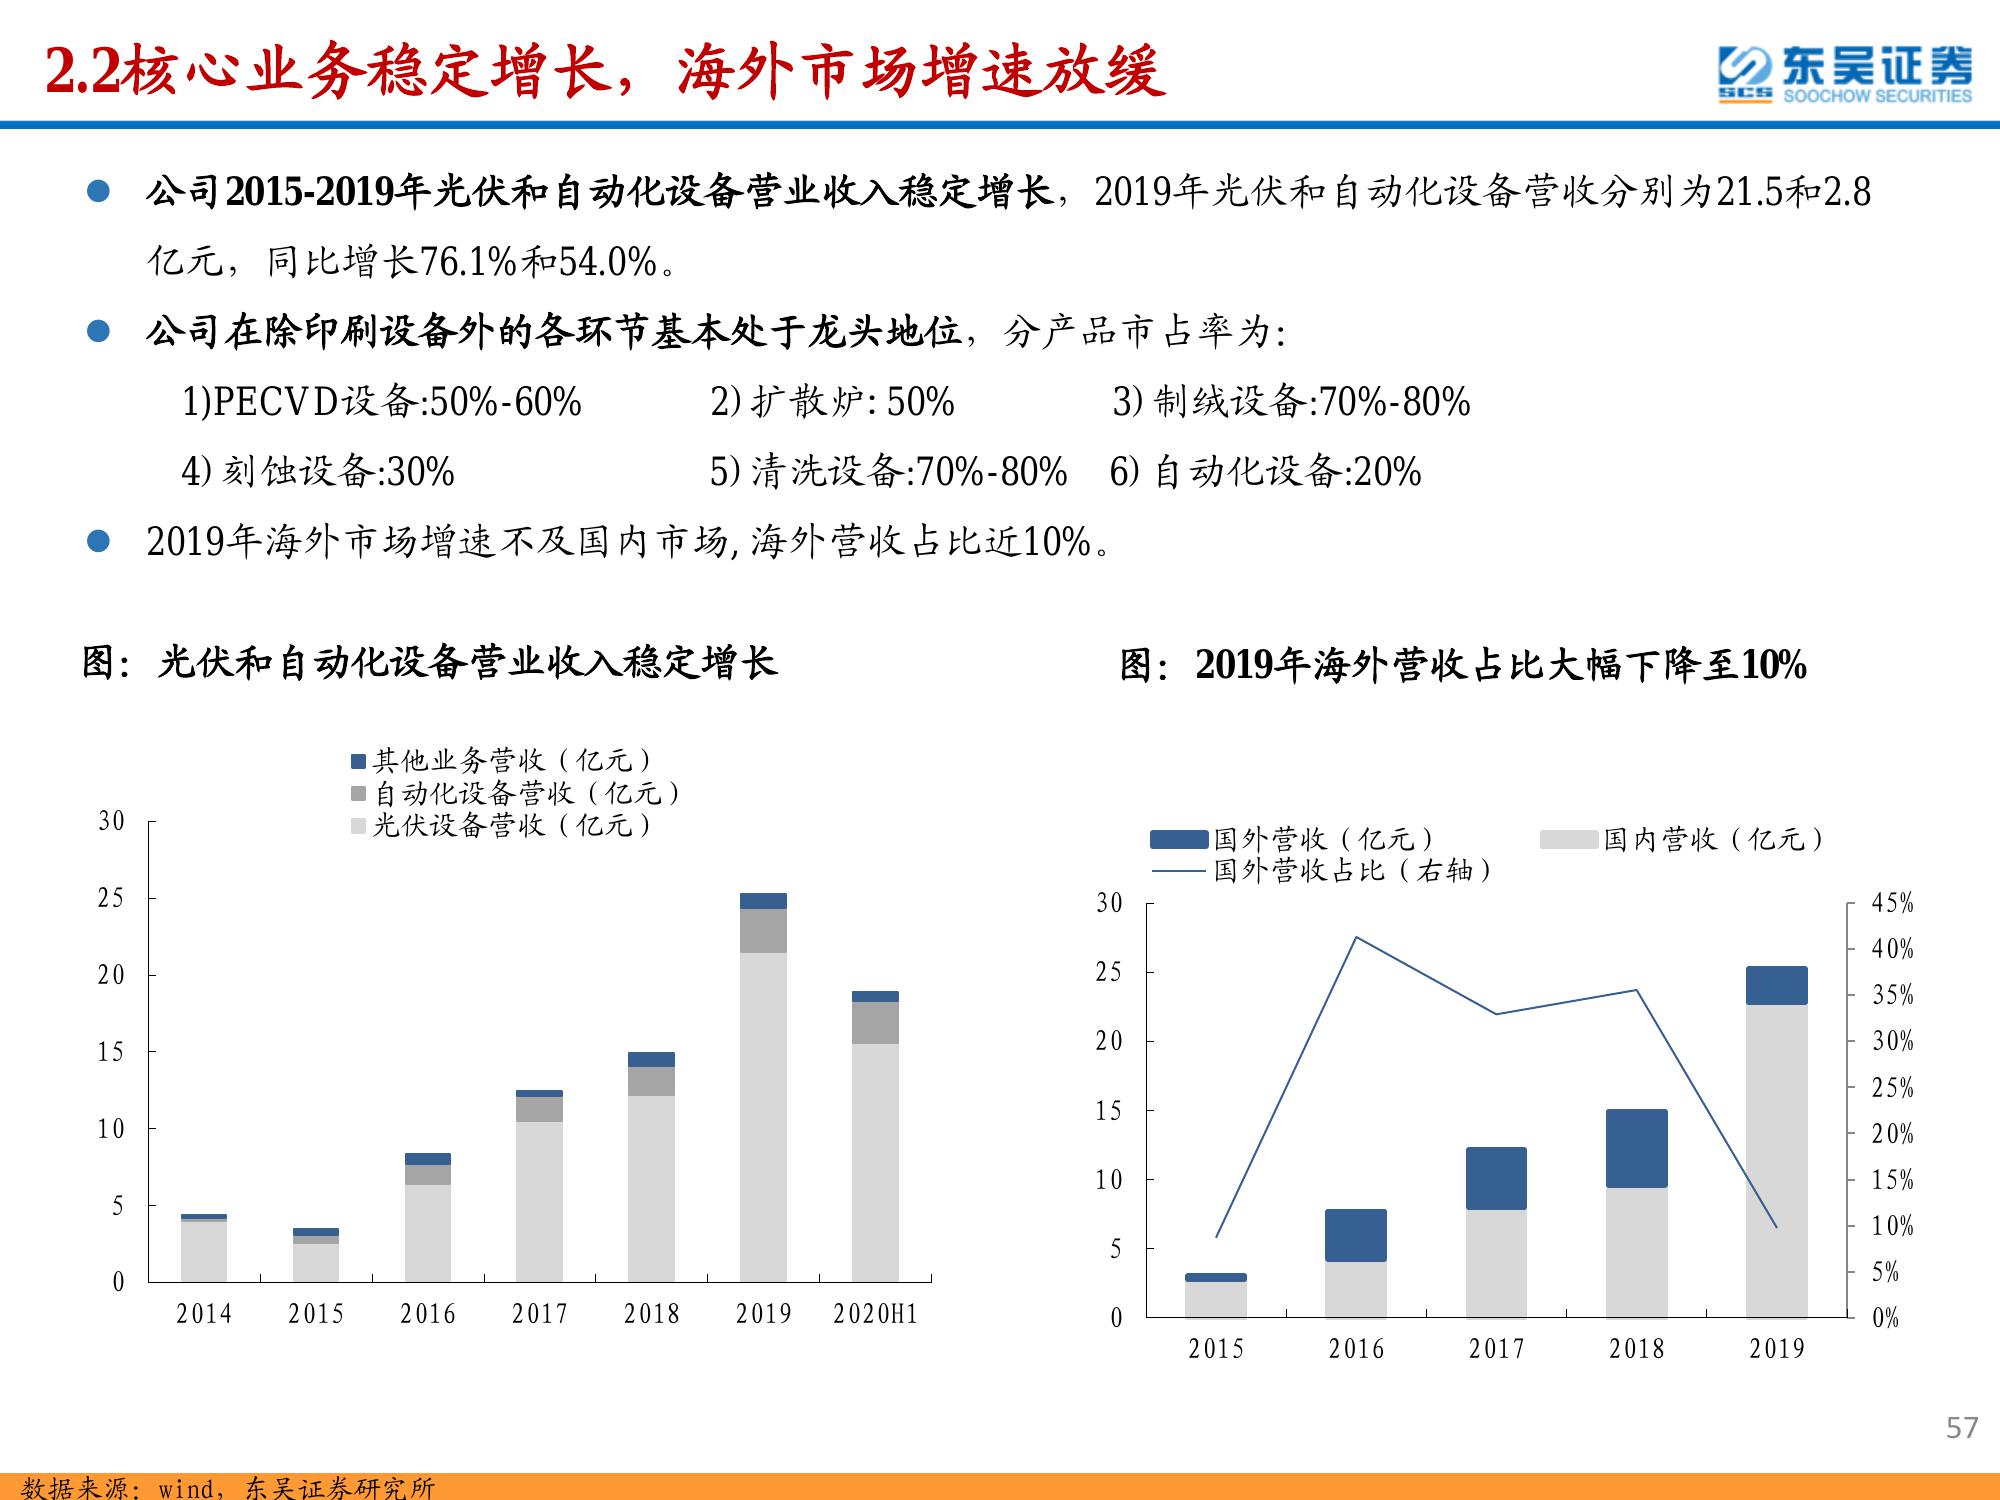 2.2核心业务稳定增长，海外市场增速放缓
东吴证券
SCS SOOCHOW SECURITIES
公司2015-2019年光伏和自动化设备营业收入稳定增长，2019年光伏和自动化设备营收分别为21.5和2.8
亿元，同比增长76.1%和54.0%。
公司在除印刷设备外的各环节基本处于龙头地位，分产品市占率为：
1)PECVD设备:50%-60% 2)扩散炉: 50% 3)制绒设备:70%-80%
4)刻蚀设备:30% 5)清洗设备:70%-80% 6)自动化设备:20%
2019年海外市场增速不及国内市场,海外营收占比近10%。
图：光伏和自动化设备营业收入稳定增长
图：2019年海外营收占比大幅下降至10%
其他业务营收（亿元）
自动化设备营收（亿元）
光伏设备营收（亿元）
30
25
20
15
10
5
0
2014 2015 2016 2017 2018 2019 2020H1
国外营收（亿元） 国内营收（亿元）
国外营收占比（右轴）
30 45%
40%
25
35%
20 30%
25%
15
20%
10 15%
10%
5
5%
0 0%
2015 2016 2017 2018 2019
57
数据来源：wind，东吴证券研究所